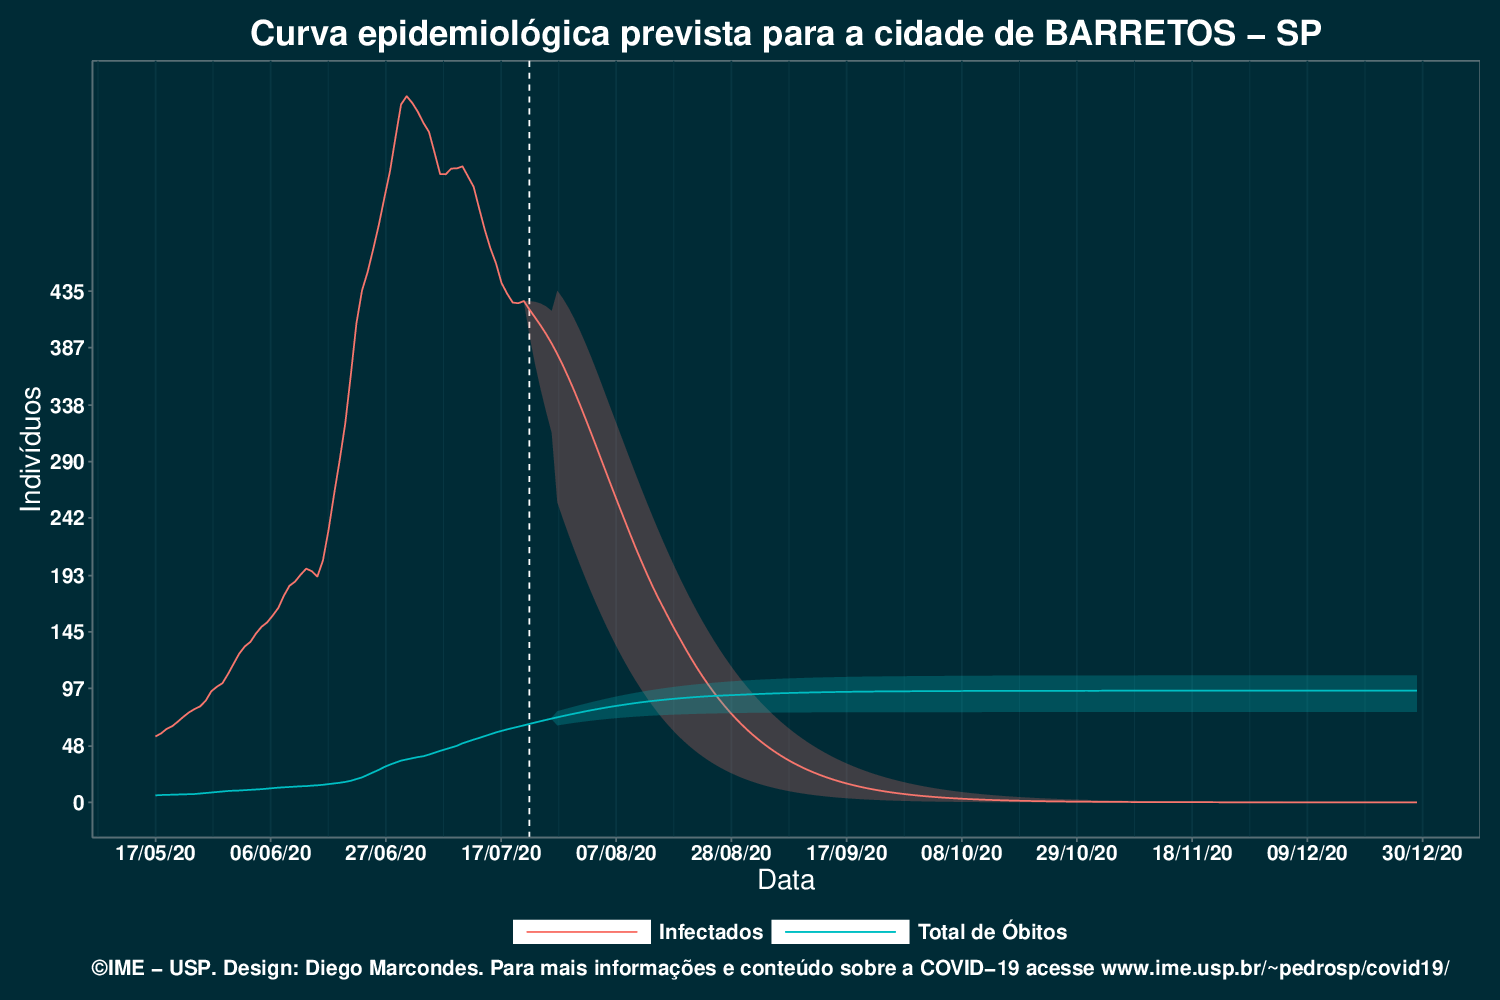 Curva epidemiológica prevista para a cidade de BARRETOS – SP
Indivíduos
435
387
338
290
242
193
145
97
48
0
17/05/20 06/06/20 27/06/20 17/07/20 07/08/20 28/08/20 17/09/20 08/10/20 29/10/20 18/11/20 09/12/20 30/12/20
Data
Infectados Total de Óbitos
©IME – USP. Design: Diego Marcondes. Para mais informações e conteúdo sobre a COVID–19 acesse www.ime.usp.br/~pedrosp/covid19/